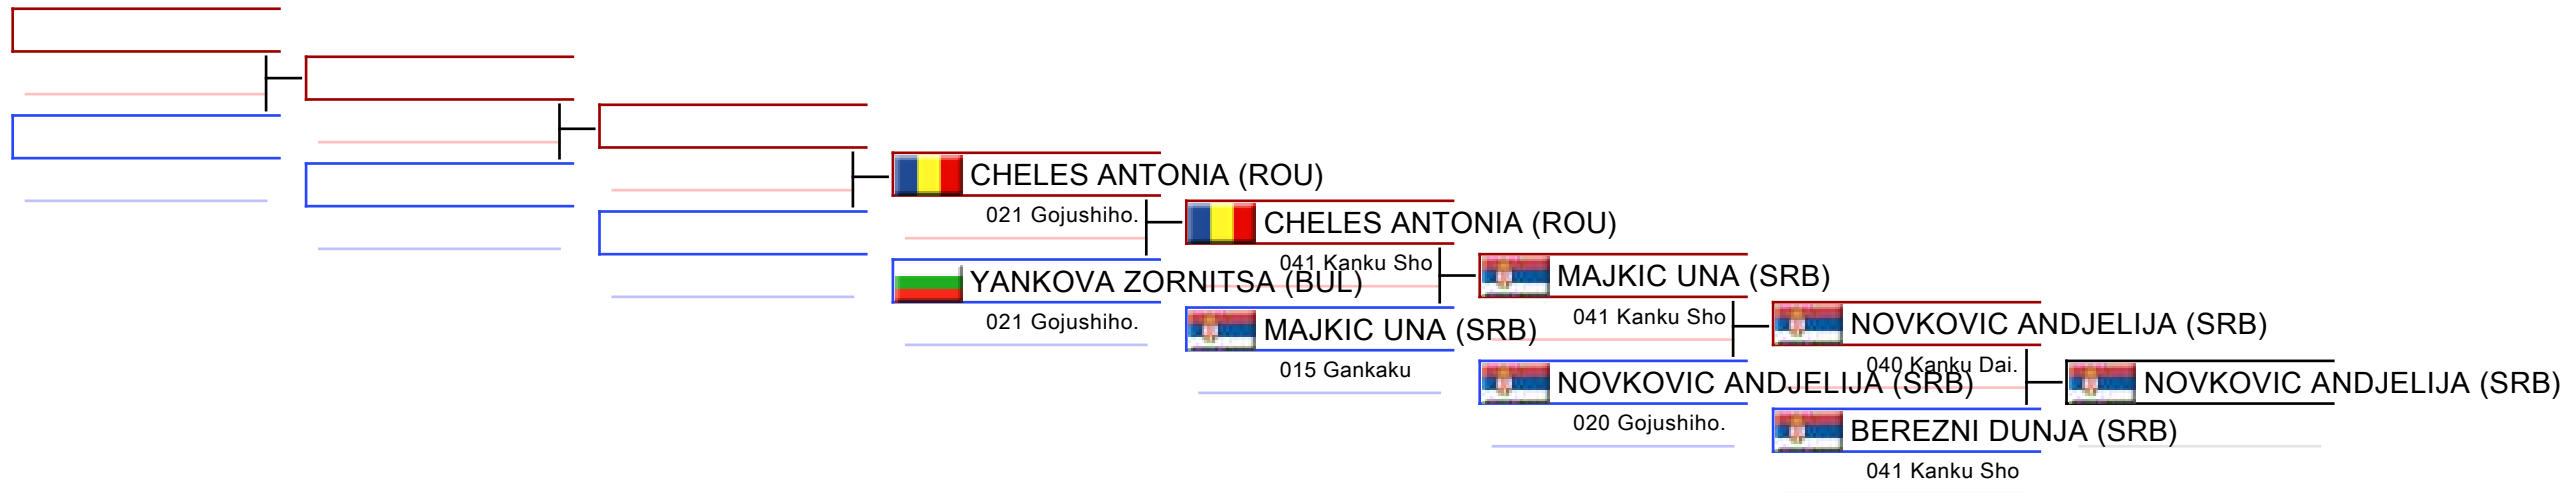 CHELES ANTONIA (ROU)
021 Gojushiho.
YANKOVA ZORNITSA (BUL)
021 Gojushiho.
CHELES ANTONIA (ROU)
041 Kanku Sho
MAJKIC UNA (SRB)
015 Gankaku
MAJKIC UNA (SRB)
041 Kanku Sho
NOVKOVIC ANDJELIJA (SRB)
020 Gojushiho.
NOVKOVIC ANDJELIJA (SRB)
040 Kanku Dai.
BEREZNI DUNJA (SRB)
041 Kanku Sho
NOVKOVIC ANDJELIJA (SRB)